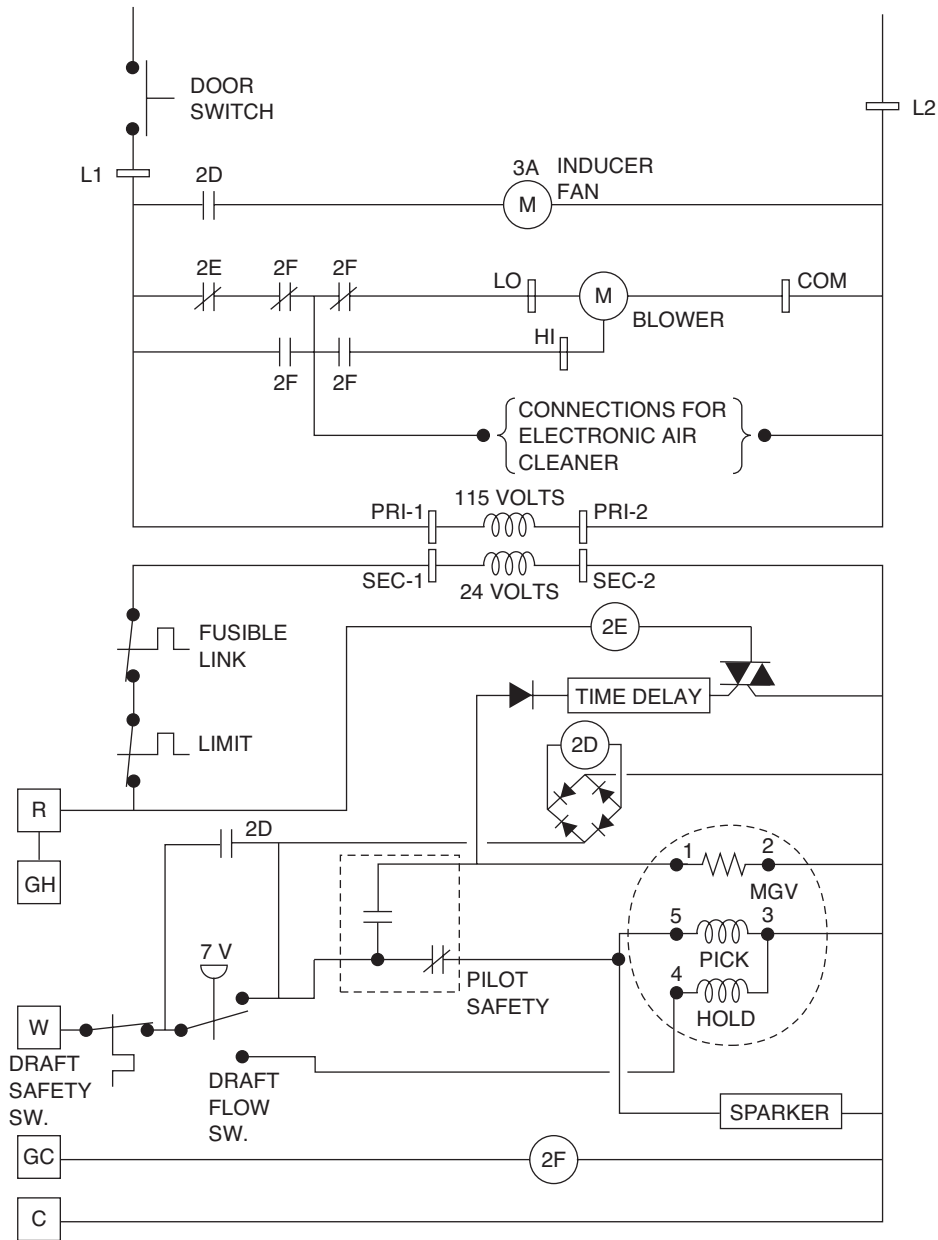 DOOR
SWITCH
L2
L1
2D
3A
INDUCER
FAN
M
2E
2F
2F
LO
M
COM
BLOWER
HI
2F
2F
CONNECTIONS FOR
ELECTRONIC AIR
CLEANER
115 VOLTS
PRI-1
PRI-2
SEC-1
SEC-2
24 VOLTS
2E
FUSIBLE
LINK
TIME DELAY
2D
LIMIT
R
2D
GH
1
2
MGV
5
3
PICK
7 V
PILOT
SAFETY
4
HOLD
W
DRAFT
SAFETY
SW.
DRAFT
FLOW
SW.
SPARKER
GC
2F
C